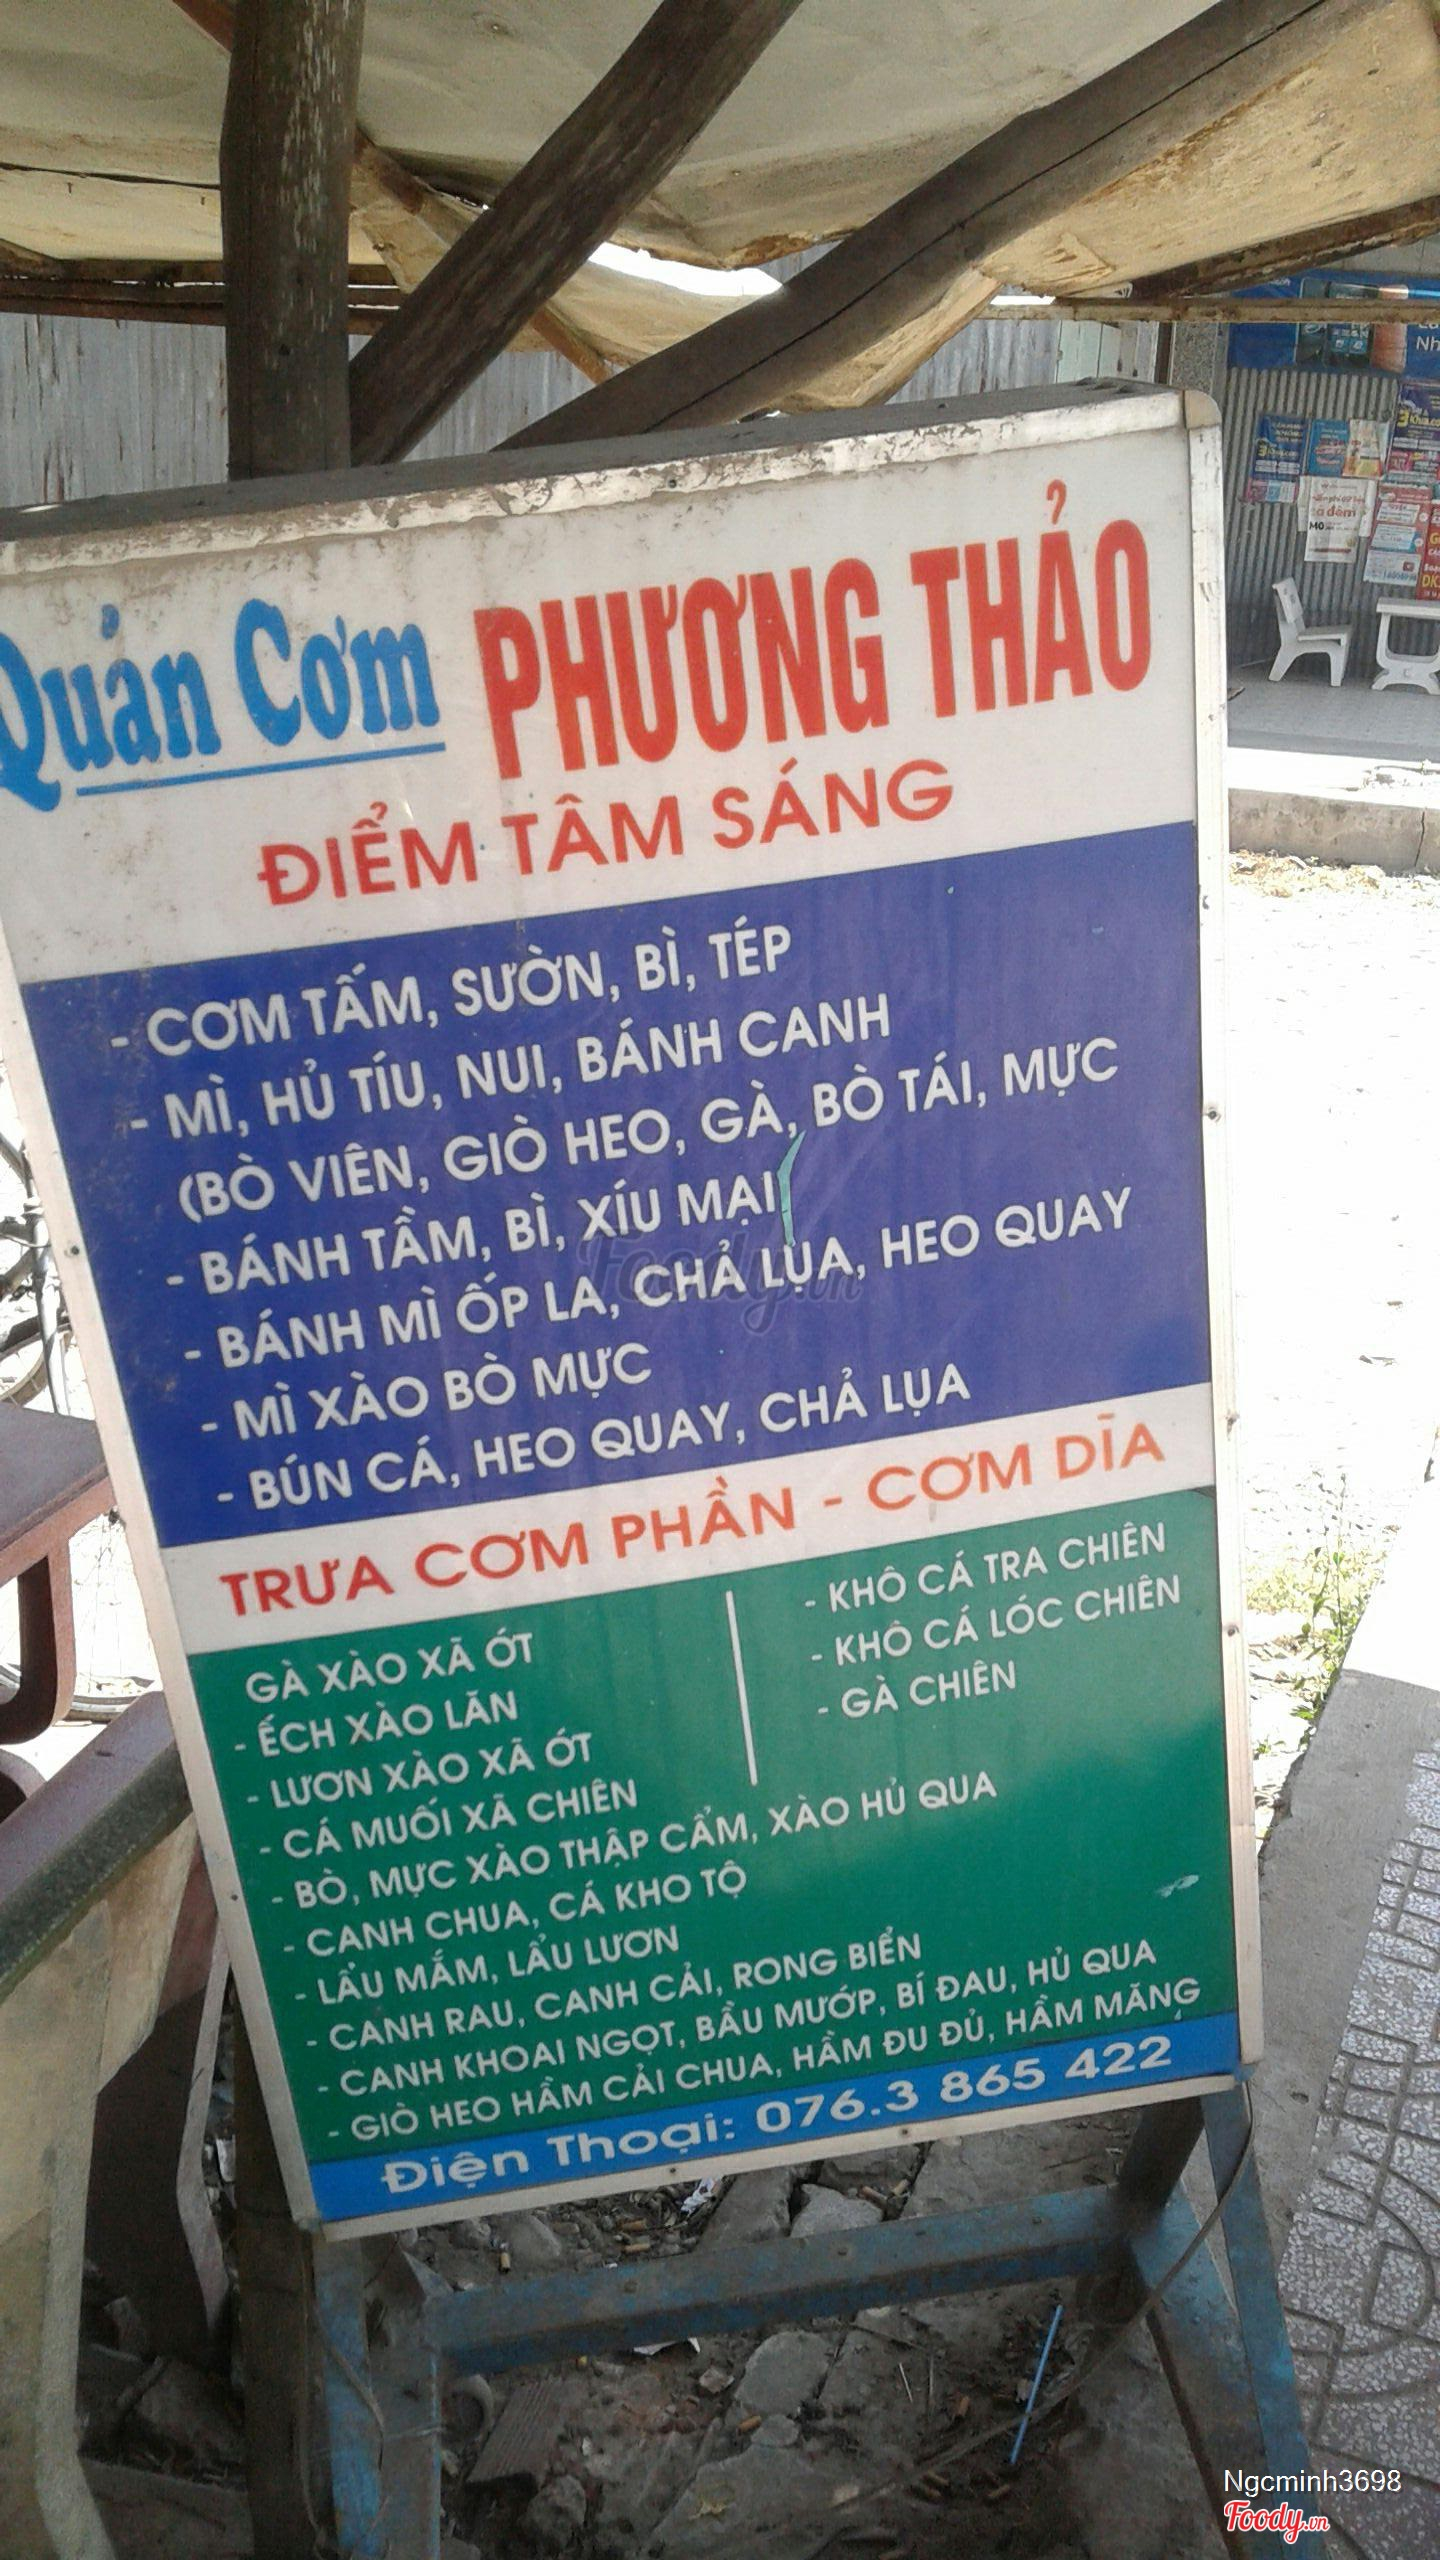 Quán Cơm PHƯƠNG THẢO
ĐIỂM TÂM SÁNG
- CƠM TẤM, SƯỜN, BÌ, TÉP
- MÌ, HỦ TÍU, NUI, BÁNH CANH
(BÒ VIÊN, GIÒ HEO, GÀ, BÒ TÁI, MỰC
- BÁNH TẦM, BÌ, XÍU MẠI
- BÁNH MÌ ỐP LA, CHẢ LỤA, HEO QUAY
- MÌ XÀO BÒ MỰC
- BÚN CÁ, HEO QUAY, CHẢ LỤA
TRƯA CƠM PHẦN - CƠM DĨA
GÀ XÀO XÃ ỚT
- ẾCH XÀO LĂN
- LƯƠN XÀO XÃ ỚT
- CÁ MUỐI XÃ CHIÊN
- KHÔ CÁ TRA CHIÊN
- KHÔ CÁ LÓC CHIÊN
- GÀ CHIÊN
- BÒ, MỰC XÀO THẬP CẨM, XÀO HỦ QUA
- CANH CHUA, CÁ KHO TỘ
- LẨU MẮM, LẨU LƯƠN
- CANH RAU, CANH CẢI, RONG BIỂN
- CANH KHOAI NGỌT, BẦU MƯỚP, BÍ ĐAU, HỦ QUA
- GIÒ HEO HẦM CẢI CHUA, HẦM ĐU ĐỦ, HẦM MĂNG
Điện Thoại: 076.3 865 422
Foody.vn
Ngcminh3698
Foody.vn